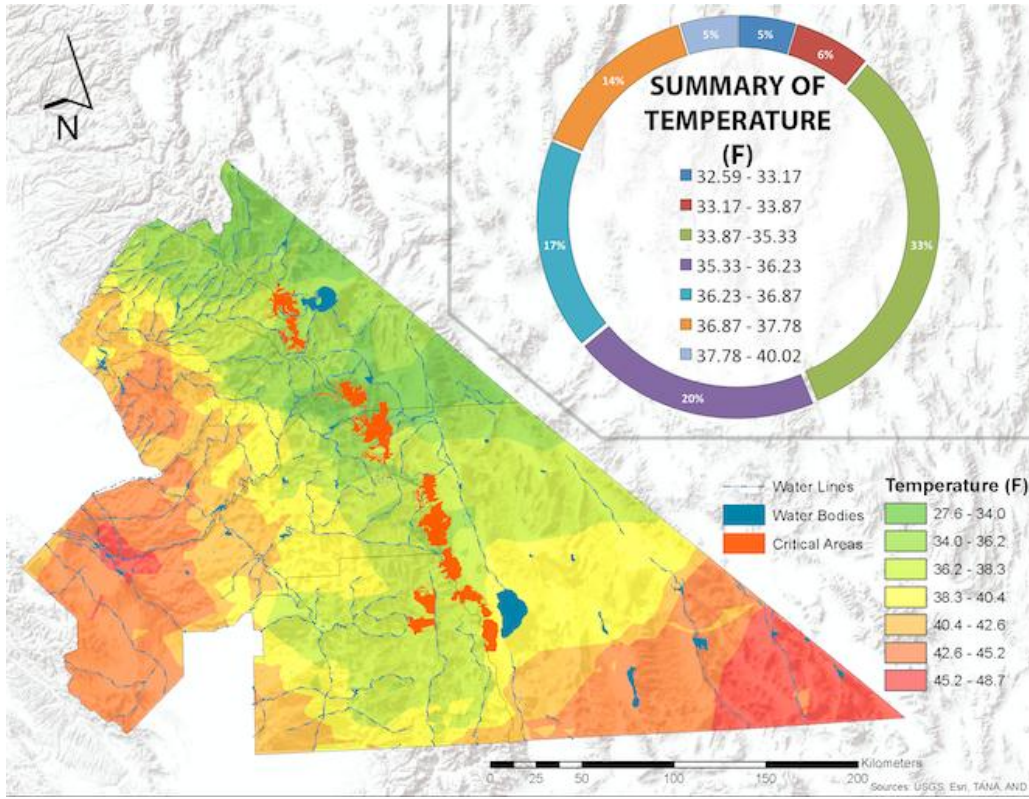 N
5%
5%
6%
14%
33%
17%
20%
SUMMARY OF
TEMPERATURE
(F)
32.59 - 33.17
33.17 - 33.87
33.87 -35.33
35.33 - 36.23
36.23 - 36.87
36.87 - 37.78
37.78 - 40.02
Water Lines
Water Bodies
Critical Areas
Temperature (F)
27.6 - 34.0
34.0 - 36.2
36.2 - 38.3
38.3 - 40.4
40.4 - 42.6
42.6 - 45.2
45.2 - 48.7
Kilometers
0 25 50 100 150 200
Sources: USGS, Esri, TANA, AND